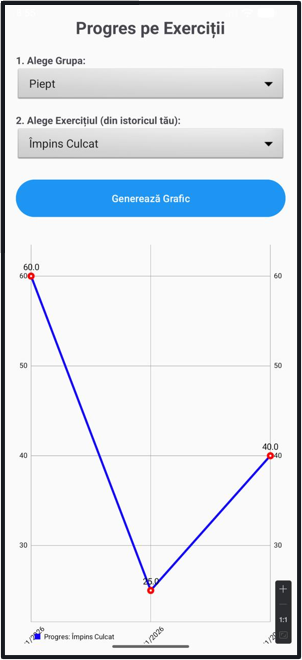 Progres pe Exerciții
1. Alege Grupa:
Piept
2. Alege Exercițiul (din istoricul tău):
Împins Culcat
Generează Grafic
60.0
60
60
50
50
40.0
40
40
30
30
25.0
Progres: Împins Culcat
1:1